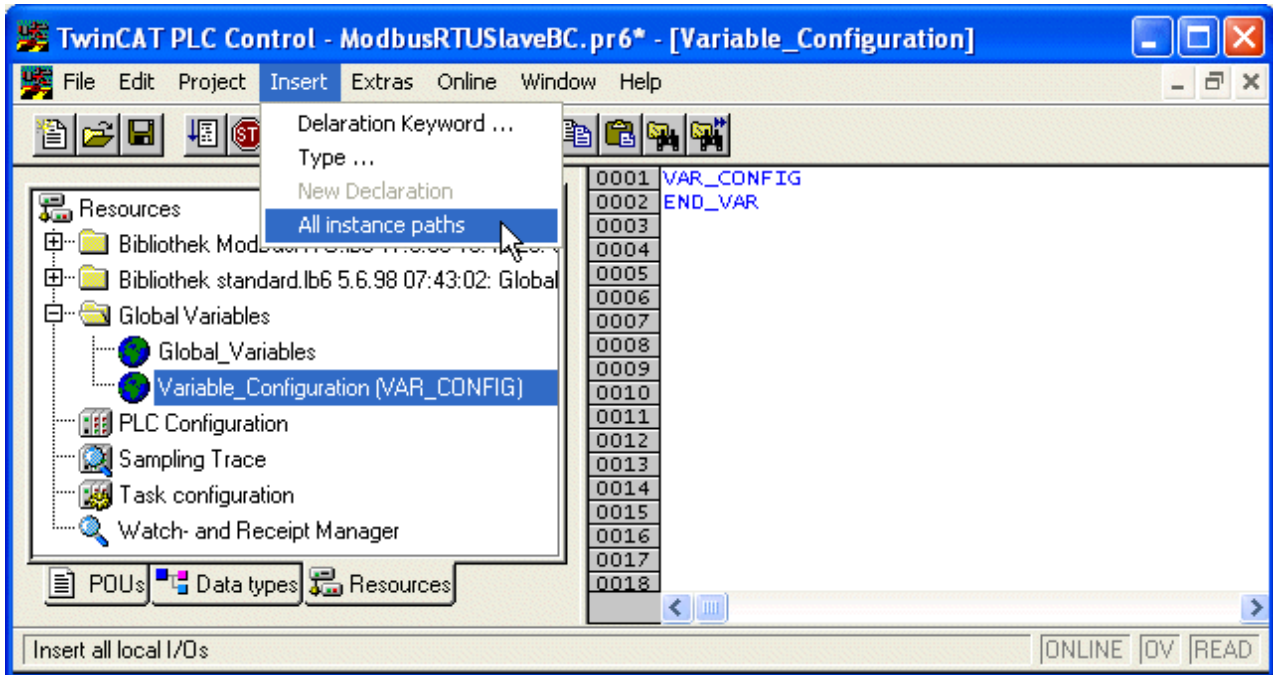 TwinCAT PLC Control - ModbusRTUSlaveBC.pr6* - [Variable_Configuration]
File Edit Project Insert Extras Online Window Help
Delaration Keyword ...
Type ...
New Declaration
All instance paths
Resources
Bibliothek
Bibliothek standard.lb6 5.6.98 07:43:02: Global
Global Variables
Global_Variables
Variable_Configuration (VAR_CONFIG)
PLC Configuration
Sampling Trace
Task configuration
Watch- and Receipt Manager
POUs Data types Resources
0001 VAR_CONFIG
0002 END_VAR
0003
0004
0005
0006
0007
0008
0009
0010
0011
0012
0013
0014
0015
0016
0017
0018
Insert all local I/Os ONLINE OV READ